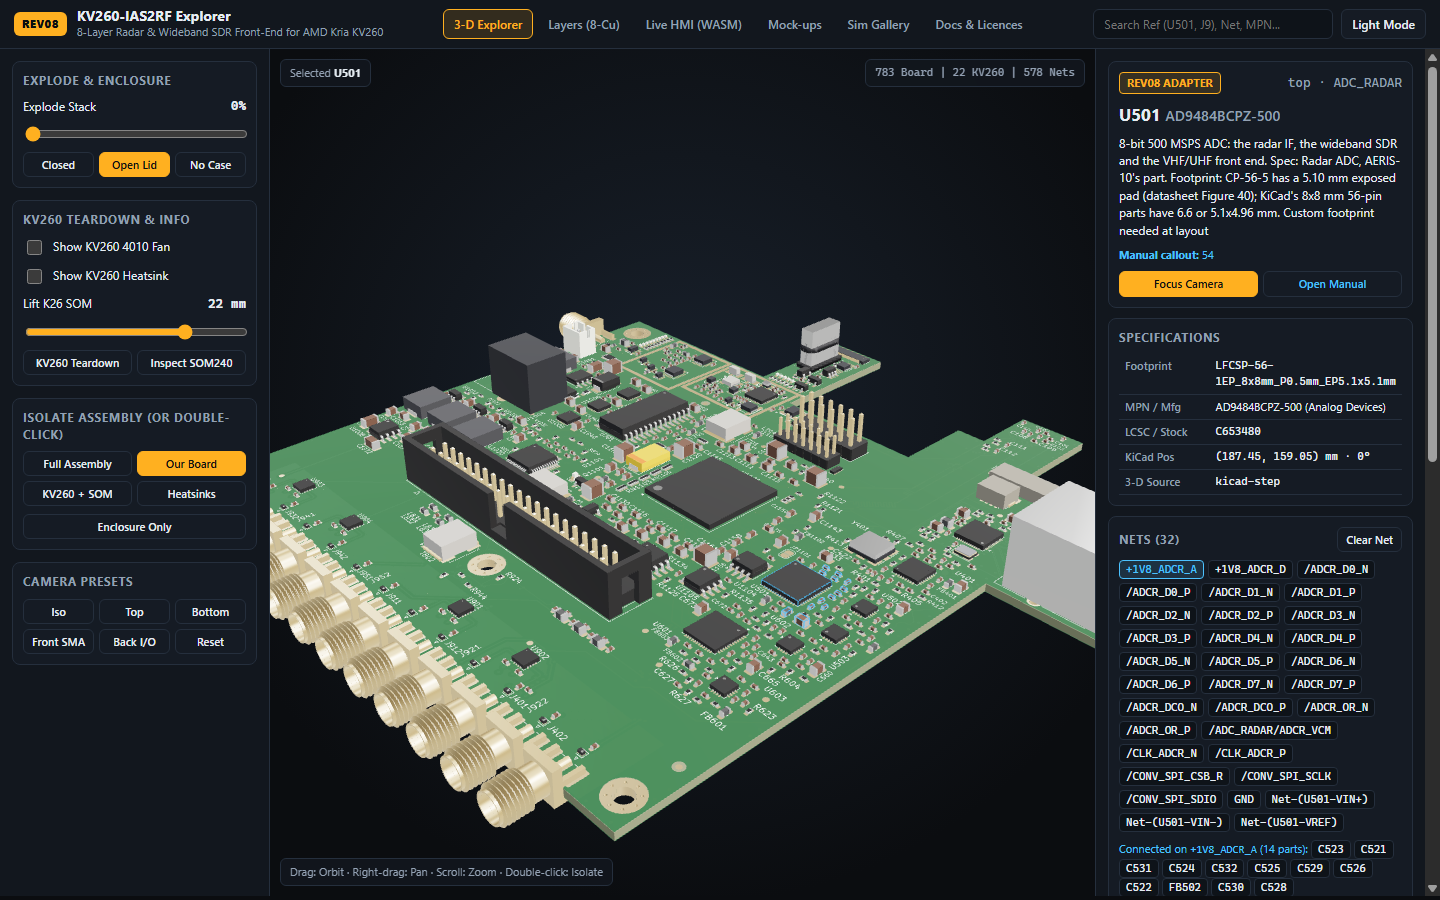 REV08
KV260-IAS2RF Explorer
8-Layer Radar & Wideband SDR Front-End for AMD Kria KV260
3-D Explorer
Layers (8-Cu)
Live HMI (WASM)
Mock-ups
Sim Gallery
Docs & Licences
Search Ref (U501, J9), Net, MPN...
Light Mode
EXPLODE & ENCLOSURE
Explode Stack 0%
Closed
Open Lid
No Case
KV260 TEARDOWN & INFO
Show KV260 4010 Fan
Show KV260 Heatsink
Lift K26 SOM 22 mm
KV260 Teardown
Inspect SOM240
ISOLATE ASSEMBLY (OR DOUBLE-
CLICK)
Full Assembly
Our Board
KV260 + SOM
Heatsinks
Enclosure Only
CAMERA PRESETS
Iso
Top
Bottom
Front SMA
Back I/O
Reset
Selected U501
783 Board | 22 KV260 | 578 Nets
U603
R623
FB601
J402
Drag: Orbit · Right-drag: Pan · Scroll: Zoom · Double-click: Isolate
REV08 ADAPTER
top · ADC_RADAR
U501 AD9484BCPZ-500
8-bit 500 MSPS ADC: the radar IF, the wideband SDR
and the VHF/UHF front end. Spec: Radar ADC, AERIS-
10's part. Footprint: CP-56-5 has a 5.10 mm exposed
pad (datasheet Figure 40); KiCad's 8x8 mm 56-pin
parts have 6.6 or 5.1x4.96 mm. Custom footprint
needed at layout
Manual callout: 54
Focus Camera
Open Manual
SPECIFICATIONS
Footprint LFCSP-56-
1EP_8x8mm_P0.5mm_EP5.1x5.1mm
MPN / Mfg AD9484BCPZ-500 (Analog Devices)
LCSC / Stock C653480
KiCad Pos (187.45, 159.05) mm · 0°
3-D Source kicad-step
NETS (32)
Clear Net
+1V8_ADCR_A +1V8_ADCR_D /ADCR_D0_N
/ADCR_D0_P /ADCR_D1_N /ADCR_D1_P
/ADCR_D2_N /ADCR_D2_P /ADCR_D3_N
/ADCR_D3_P /ADCR_D4_N /ADCR_D4_P
/ADCR_D5_N /ADCR_D5_P /ADCR_D6_N
/ADCR_D6_P /ADCR_D7_N /ADCR_D7_P
/ADCR_DCO_N /ADCR_DCO_P /ADCR_OR_N
/ADCR_OR_P /ADC_RADAR/ADCR_VCM
/CLK_ADCR_N /CLK_ADCR_P
/CONV_SPI_CSB_R /CONV_SPI_SCLK
/CONV_SPI_SDIO GND Net-(U501-VIN+)
Net-(U501-VIN-) Net-(U501-VREF)
Connected on +1V8_ADCR_A (14 parts): C523 C521
C531 C524 C532 C525 C529 C526
C522 FB502 C530 C528